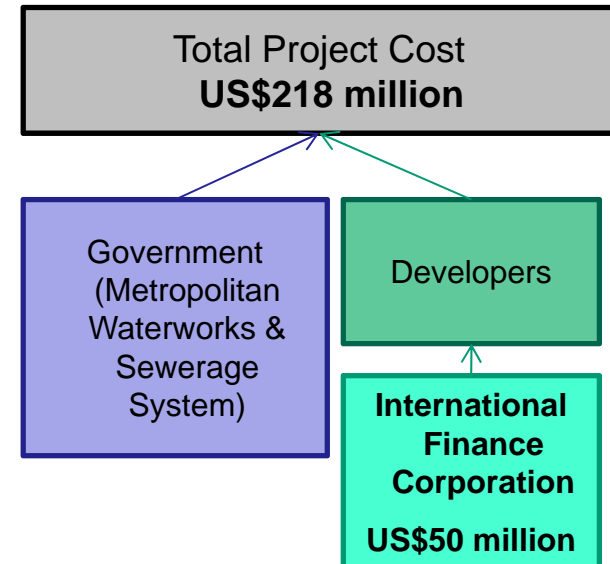 Total Project Cost
US$218 million
Government
(Metropolitan
Waterworks &
Sewerage
System)
Developers
International
Finance
Corporation
US$50 million